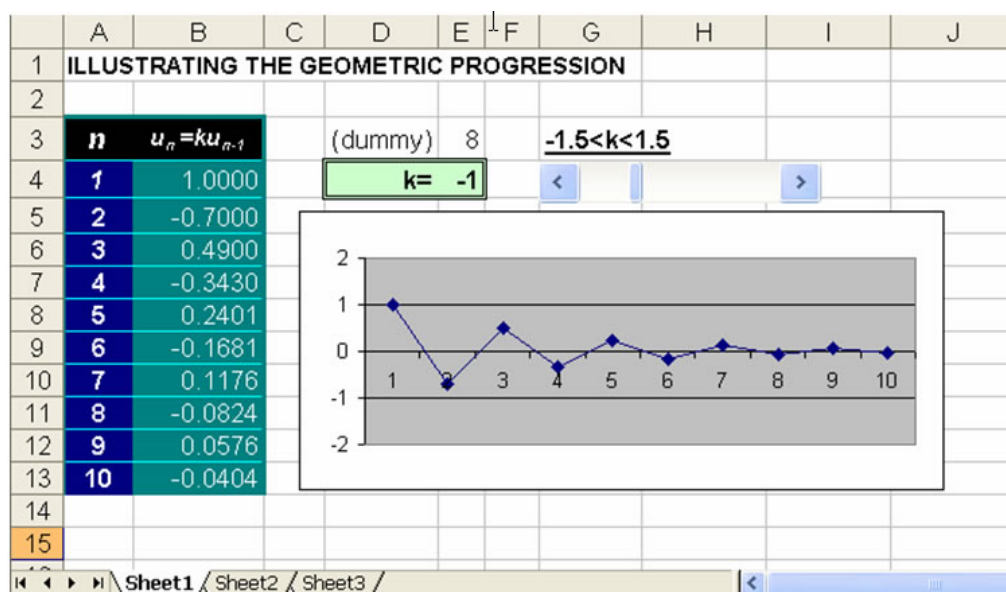 A B C D E F G H I J
1 ILLUSTRATING THE GEOMETRIC PROGRESSION
2
3 n uₙ=kuₙ₋₁ (dummy) 8 -1.5<k<1.5
4 1 1.0000 k= -1
5 2 -0.7000
6 3 0.4900
7 4 -0.3430
8 5 0.2401
9 6 -0.1681
10 7 0.1176
11 8 -0.0824
12 9 0.0576
13 10 -0.0404
14
15
2
1
0
1 2 3 4 5 6 7 8 9 10
-1
-2
Sheet1 / Sheet2 / Sheet3 /